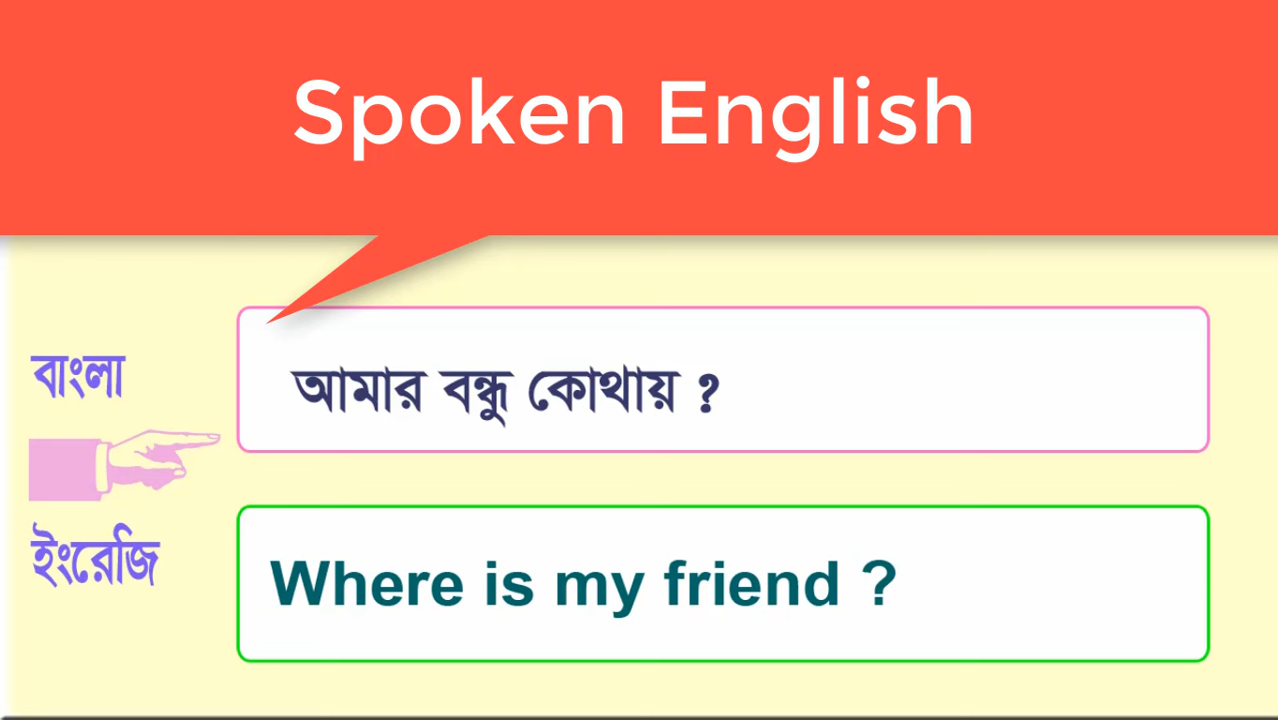 Spoken English
বাংলা
আমার বন্ধু কোথায় ?
ইংরেজি
Where is my friend ?